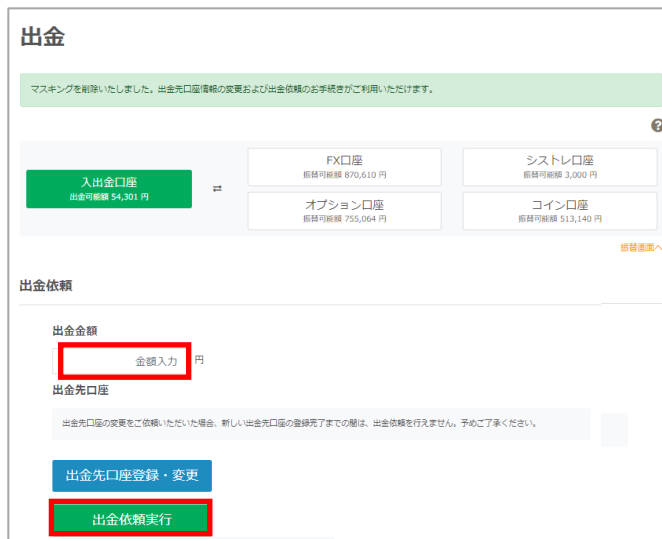 出金
マスキングを削除いたしました。出金先口座情報の変更および出金依頼のお手続きがご利用いただけます。
?
入出金口座
出金可能額 54,301 円
⇄
FX口座
振替可能額 870,610 円
シストレ口座
振替可能額 3,000 円
オプション口座
振替可能額 755,064 円
コイン口座
振替可能額 513,140 円
振替画面へ
出金依頼
出金金額
金額入力 円
出金先口座
出金先口座の変更をご依頼いただいた場合、新しい出金先口座の登録完了までの間は、出金依頼を行えません。予めご了承ください。
出金先口座登録・変更
出金依頼実行